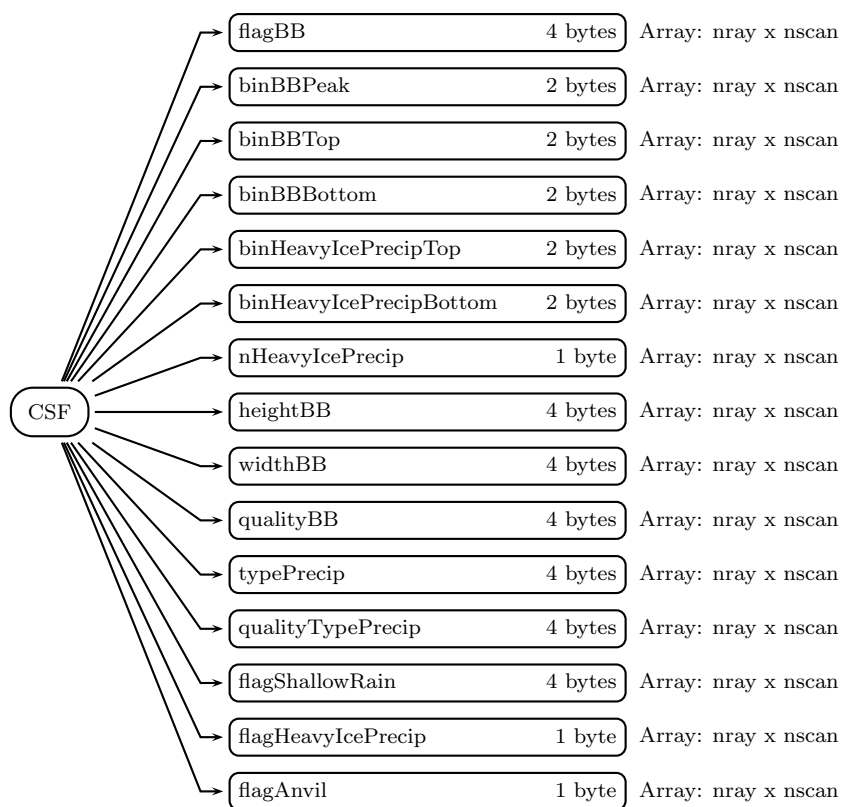 flagBB 4 bytes Array: nray x nscan
binBBPeak 2 bytes Array: nray x nscan
binBBTop 2 bytes Array: nray x nscan
binBBBottom 2 bytes Array: nray x nscan
binHeavyIcePrecipTop 2 bytes Array: nray x nscan
binHeavyIcePrecipBottom 2 bytes Array: nray x nscan
nHeavyIcePrecip 1 byte Array: nray x nscan
CSF
heightBB 4 bytes Array: nray x nscan
widthBB 4 bytes Array: nray x nscan
qualityBB 4 bytes Array: nray x nscan
typePrecip 4 bytes Array: nray x nscan
qualityTypePrecip 4 bytes Array: nray x nscan
flagShallowRain 4 bytes Array: nray x nscan
flagHeavyIcePrecip 1 byte Array: nray x nscan
flagAnvil 1 byte Array: nray x nscan